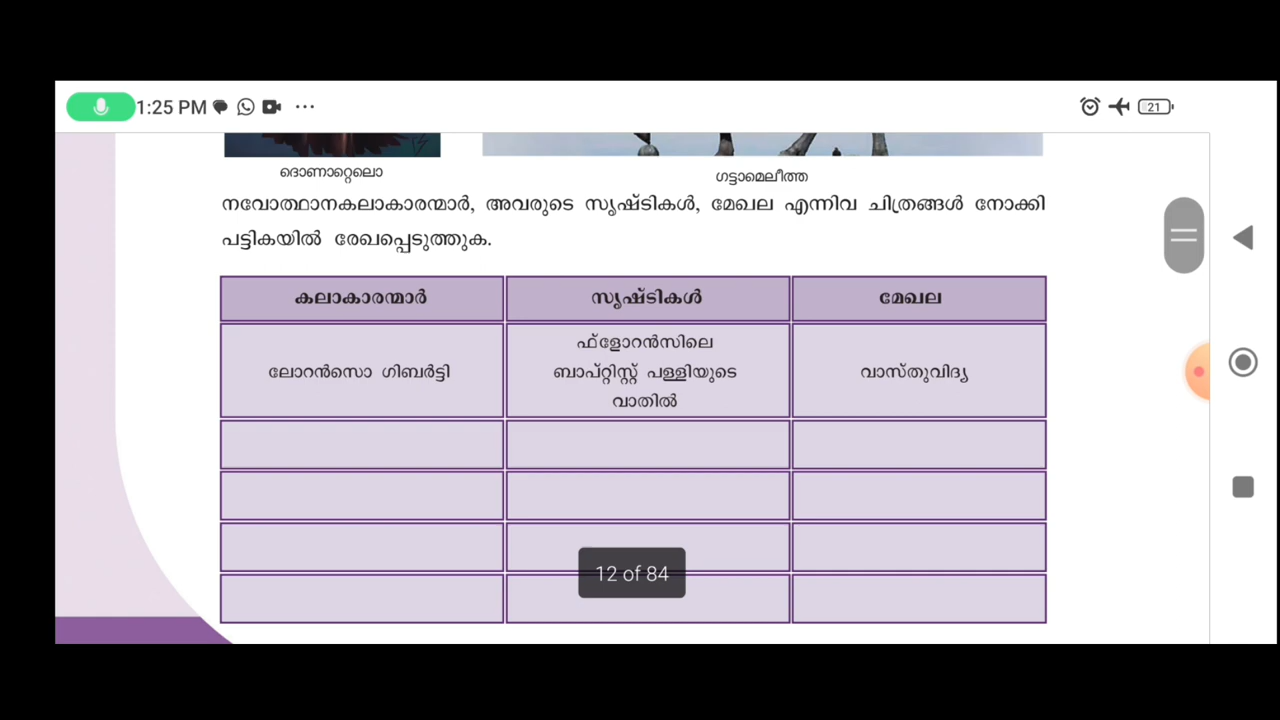 1:25 PM
21
ദൊണാറ്റെലൊ
ഗട്ടാമെലീത്ത
നവോത്ഥാനകലാകാരന്മാർ, അവരുടെ സൃഷ്ടികൾ, മേഖല എന്നിവ ചിത്രങ്ങൾ നോക്കി
പട്ടികയിൽ രേഖപ്പെടുത്തുക.
കലാകാരന്മാർ
സൃഷ്ടികൾ
മേഖല
ലോറൻസൊ ഗിബർട്ടി
ഫ്ളോറൻസിലെ
ബാപ്റ്റിസ്റ്റ് പള്ളിയുടെ
വാതിൽ
വാസ്തുവിദ്യ
12 of 84